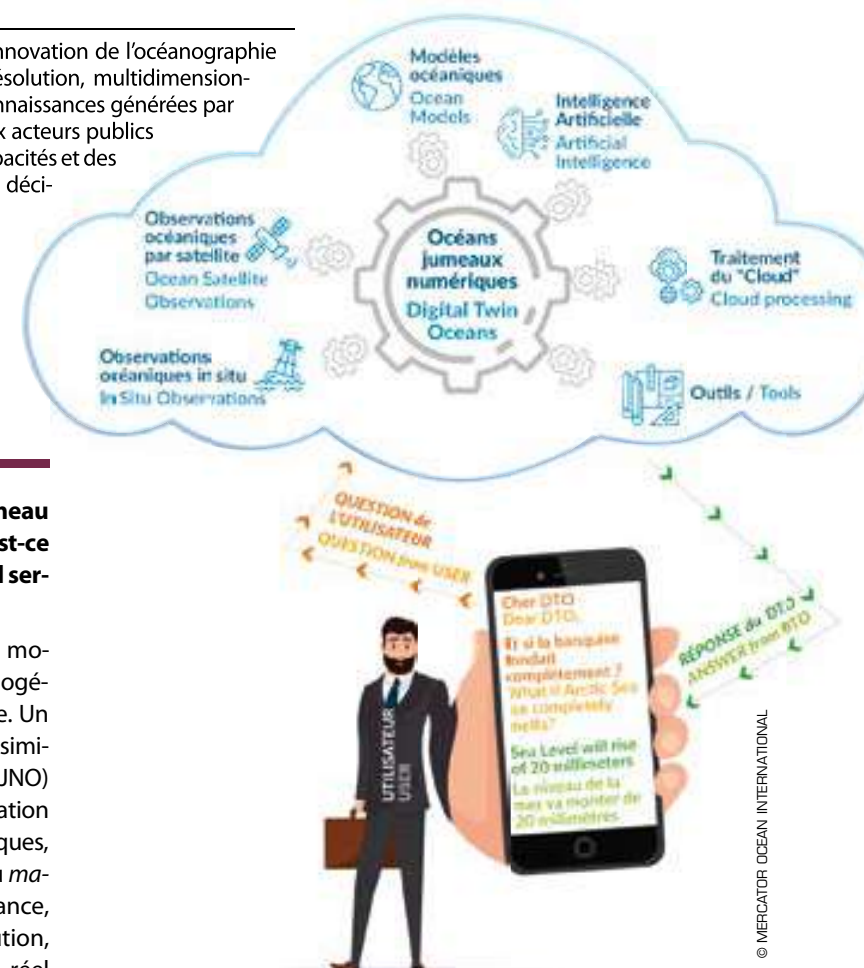 nnovation de l'océanographie
ésolution, multidimension-
nnaissances générées par
x acteurs publics
pacités et des
déci-
Modèles
océaniques
Ocean
Models
Intelligence
Artificielle
Artificial
Intelligence
Observations
océaniques
par satellite
Ocean Satellite
Observations
Océans
jumeaux
numériques
Digital Twin
Oceans
Traitement
du "Cloud"
Cloud processing
Observations
océaniques in situ
In Situ Observations
Outils / Tools
neau
st-ce
l ser-
mo-
ogé-
e. Un
simi-
JNO)
ation
ques,
u ma-
ance,
ution,
réel
QUESTION de
L'UTILISATEUR
QUESTION from USER
Cher DTO
Dear DTO,
Et si la banquise
fondait
complètement ?
What if Arctic Sea
ice completely
melts?
Sea Level will rise
of 20 millimeters
Le niveau de la
mer va monter de
20 millimètres
RÉPONSE du DTO
ANSWER from DTO
UTILISATEUR
USER
© MERCATOR OCEAN INTERNATIONAL